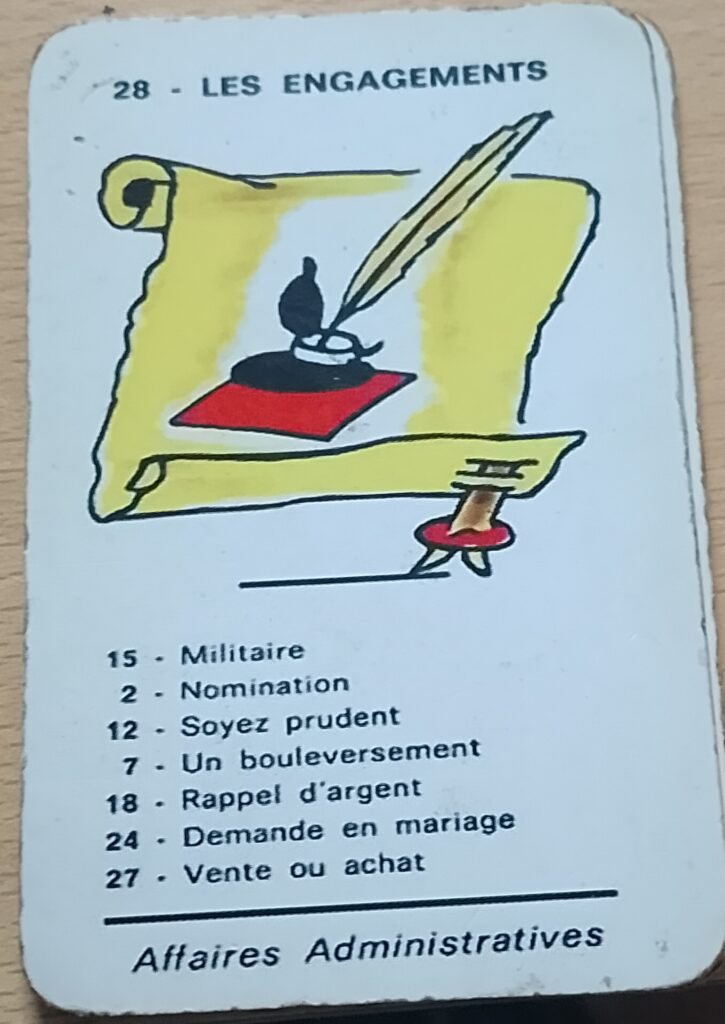 28 - LES ENGAGEMENTS
15 - Militaire
2 - Nomination
12 - Soyez prudent
7 - Un bouleversement
18 - Rappel d'argent
24 - Demande en mariage
27 - Vente ou achat
Affaires Administratives